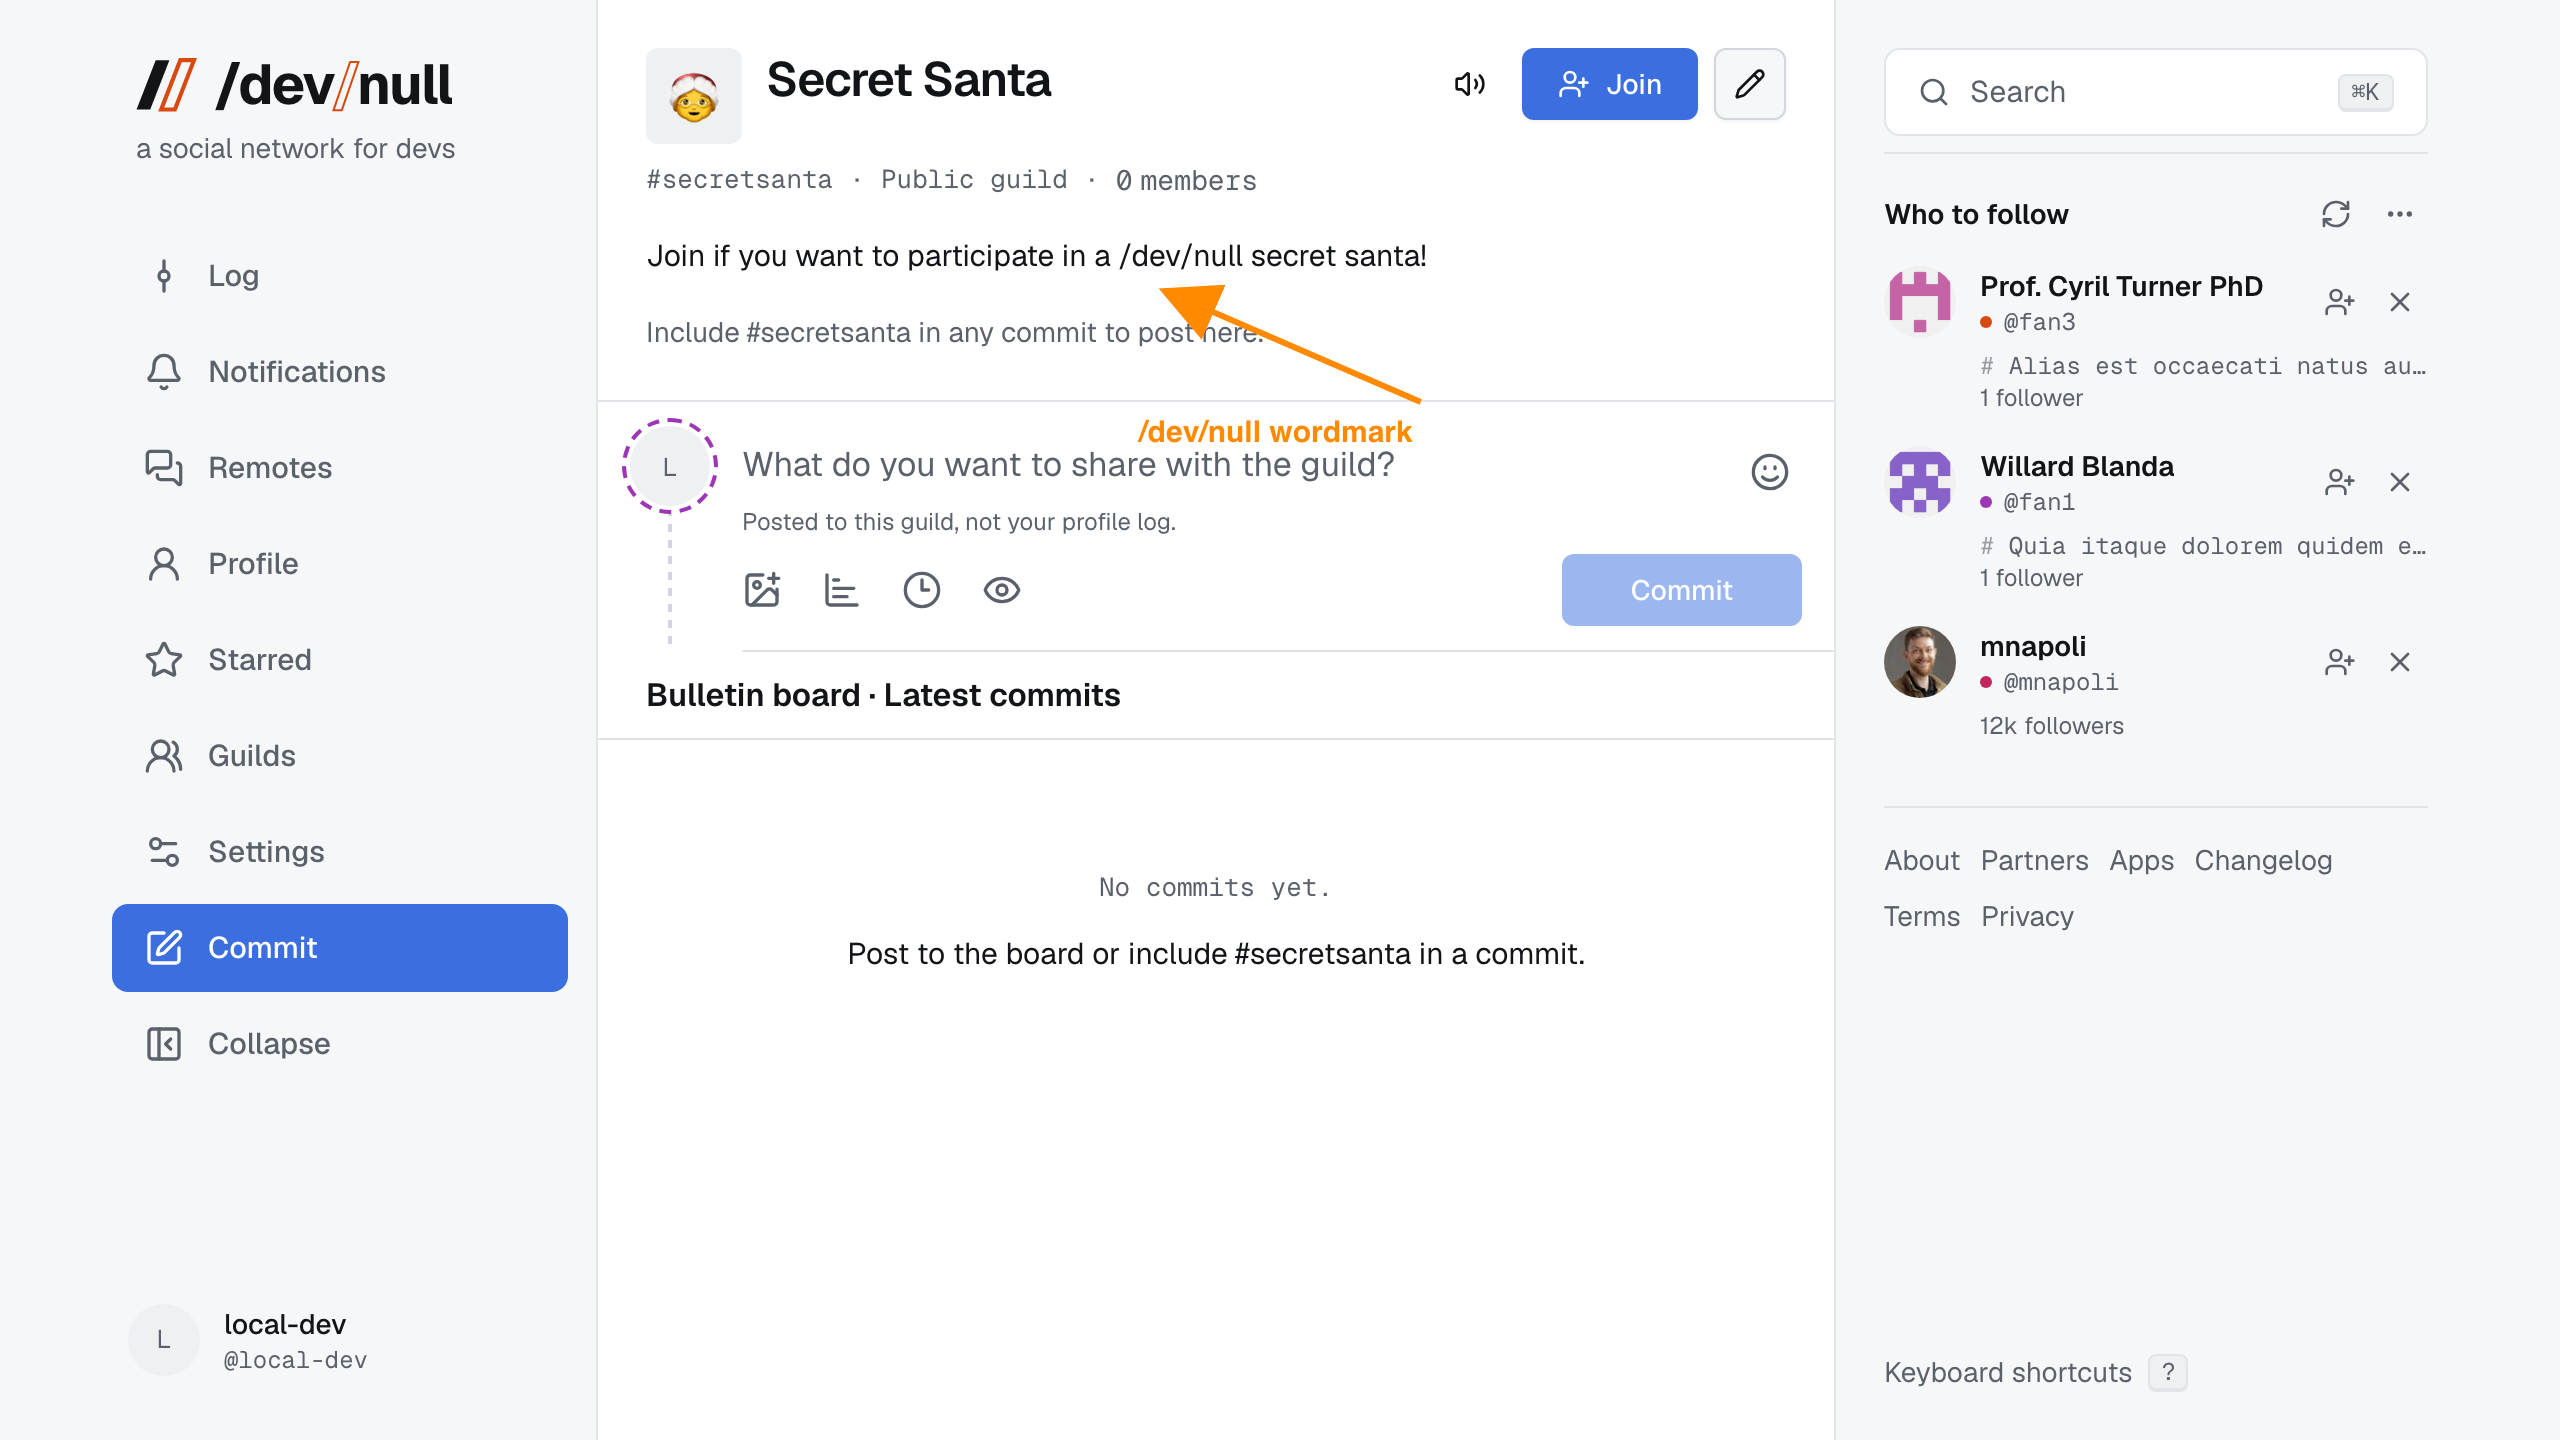 /dev/null
a social network for devs
Log
Notifications
Remotes
Profile
Starred
Guilds
Settings
Commit
Collapse
L
local-dev
@local-dev
Secret Santa
Join
#secretsanta · Public guild · 0 members
Join if you want to participate in a /dev/null secret santa!
Include #secretsanta in any commit to post here.
/dev/null wordmark
L
What do you want to share with the guild?
Posted to this guild, not your profile log.
Commit
Bulletin board · Latest commits
No commits yet.
Post to the board or include #secretsanta in a commit.
Search ⌘K
Who to follow
Prof. Cyril Turner PhD
@fan3
# Alias est occaecati natus au…
1 follower
Willard Blanda
@fan1
# Quia itaque dolorem quidem e…
1 follower
mnapoli
@mnapoli
12k followers
About Partners Apps Changelog
Terms Privacy
Keyboard shortcuts ?